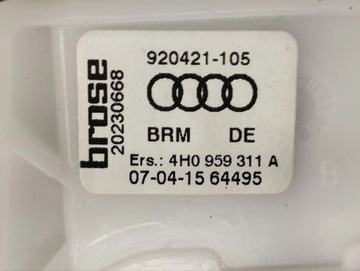 brose
20230668
920421-105
BRM DE
Ers.: 4H0 959 311 A
07-04-15 64495